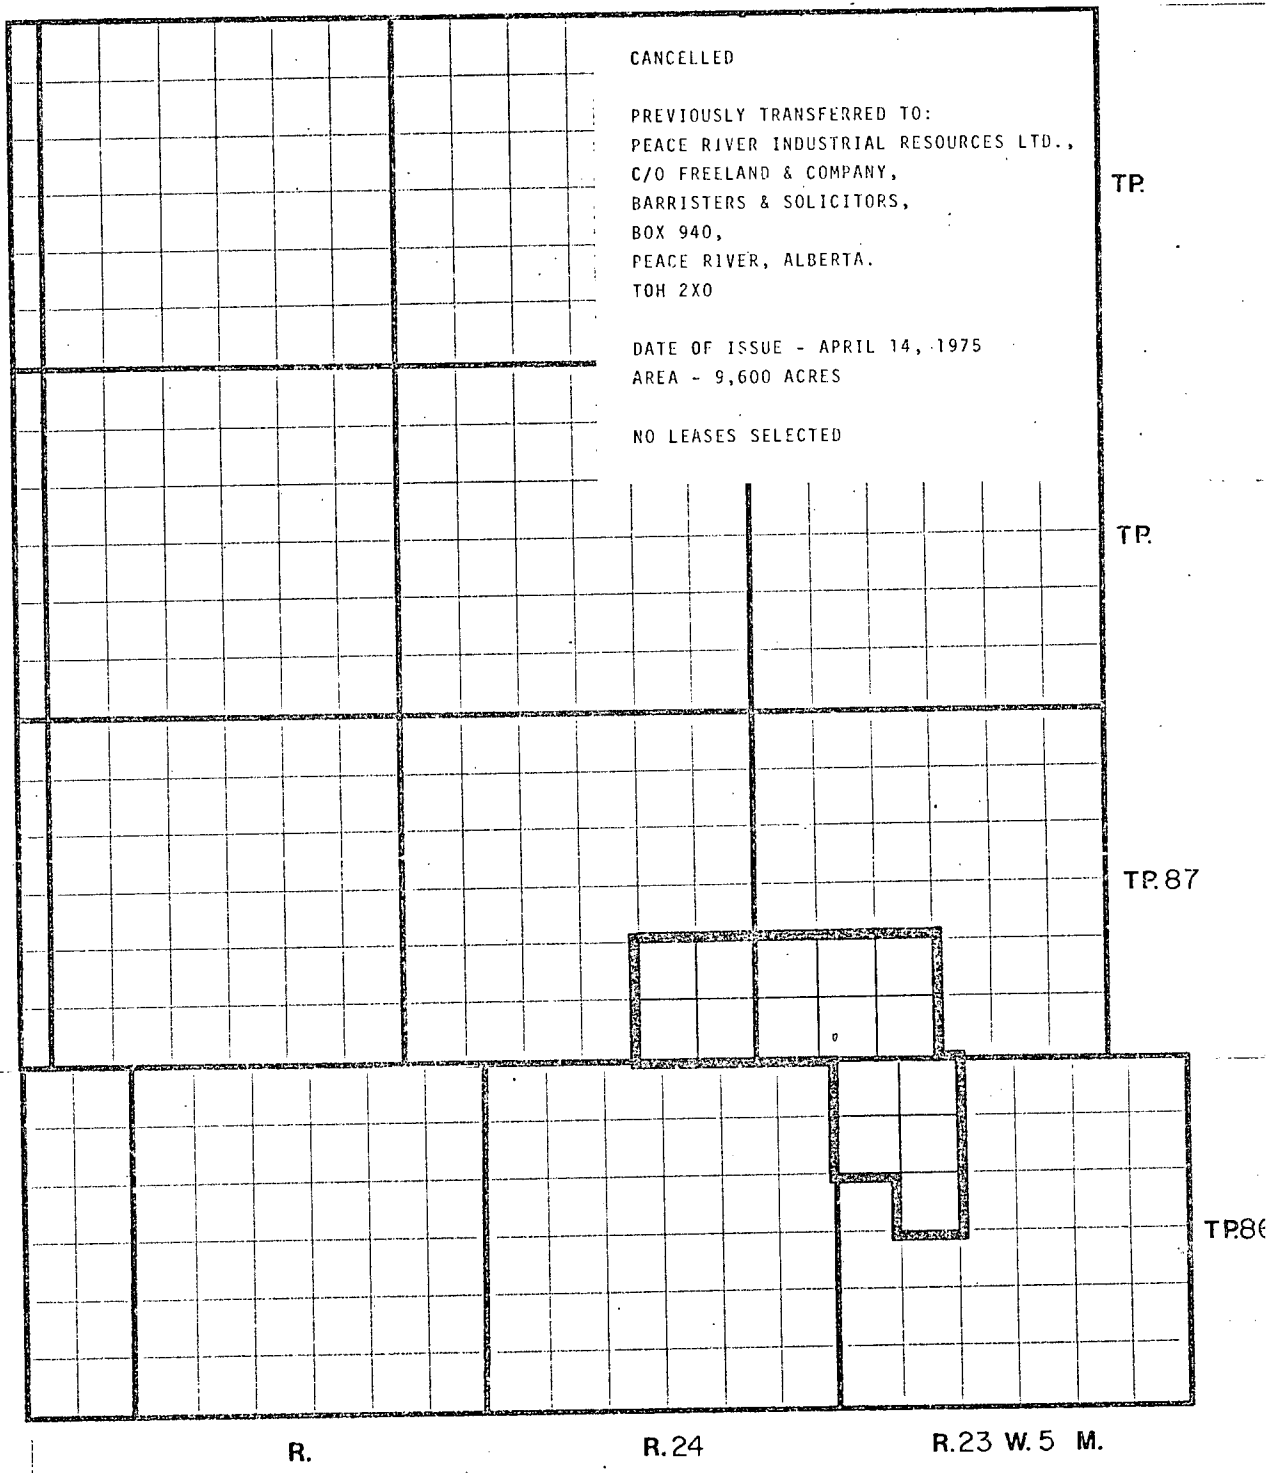 CANCELLED
PREVIOUSLY TRANSFERRED TO:
PEACE RIVER INDUSTRIAL RESOURCES LTD.,
C/O FREELAND & COMPANY,
BARRISTERS & SOLICITORS,
BOX 940,
PEACE RIVER, ALBERTA.
TOH 2XO
DATE OF ISSUE - APRIL 14, 1975
AREA - 9,600 ACRES
NO LEASES SELECTED
TP.
TP.
TP. 87
TP. 86
R.
R. 24
R. 23 W. 5 M.